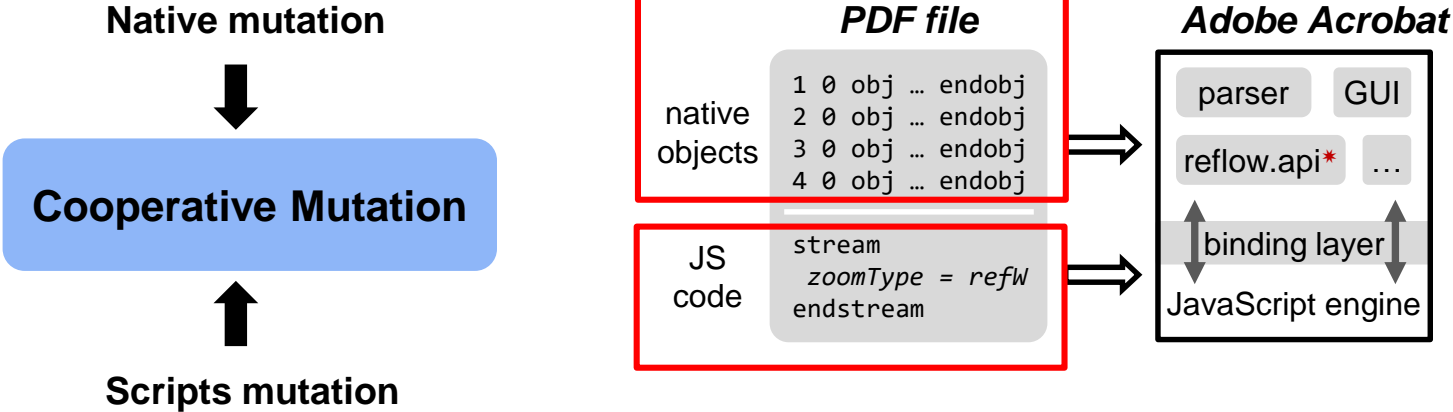 Native mutation
Cooperative Mutation
Scripts mutation
PDF file
native
objects
1 0 obj … endobj
2 0 obj … endobj
3 0 obj … endobj
4 0 obj … endobj
JS
code
stream
zoomType = refW
endstream
Adobe Acrobat
parser GUI
reflow.api* …
binding layer
JavaScript engine